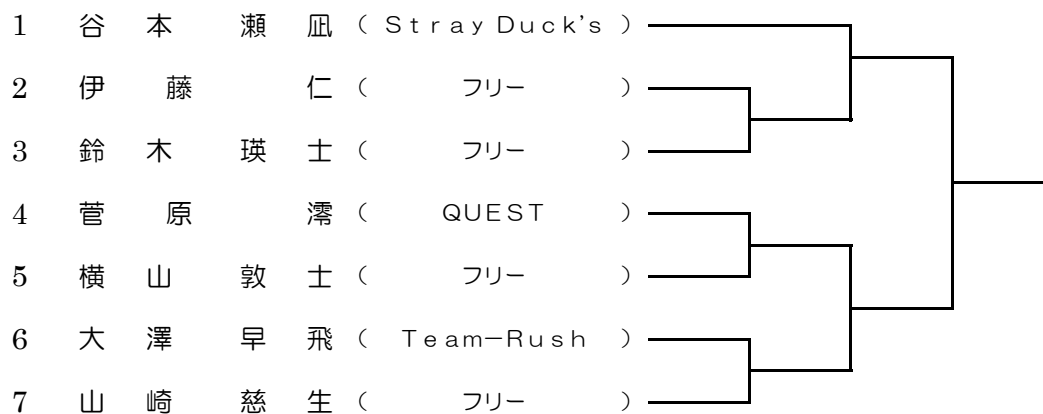 1 谷本 瀬凪 (Stray Duck's)
2 伊藤 仁 (フリー)
3 鈴木 瑛士 (フリー)
4 菅原 澪 (QUEST)
5 横山 敦士 (フリー)
6 大澤 早飛 (Team-Rush)
7 山崎 慈生 (フリー)